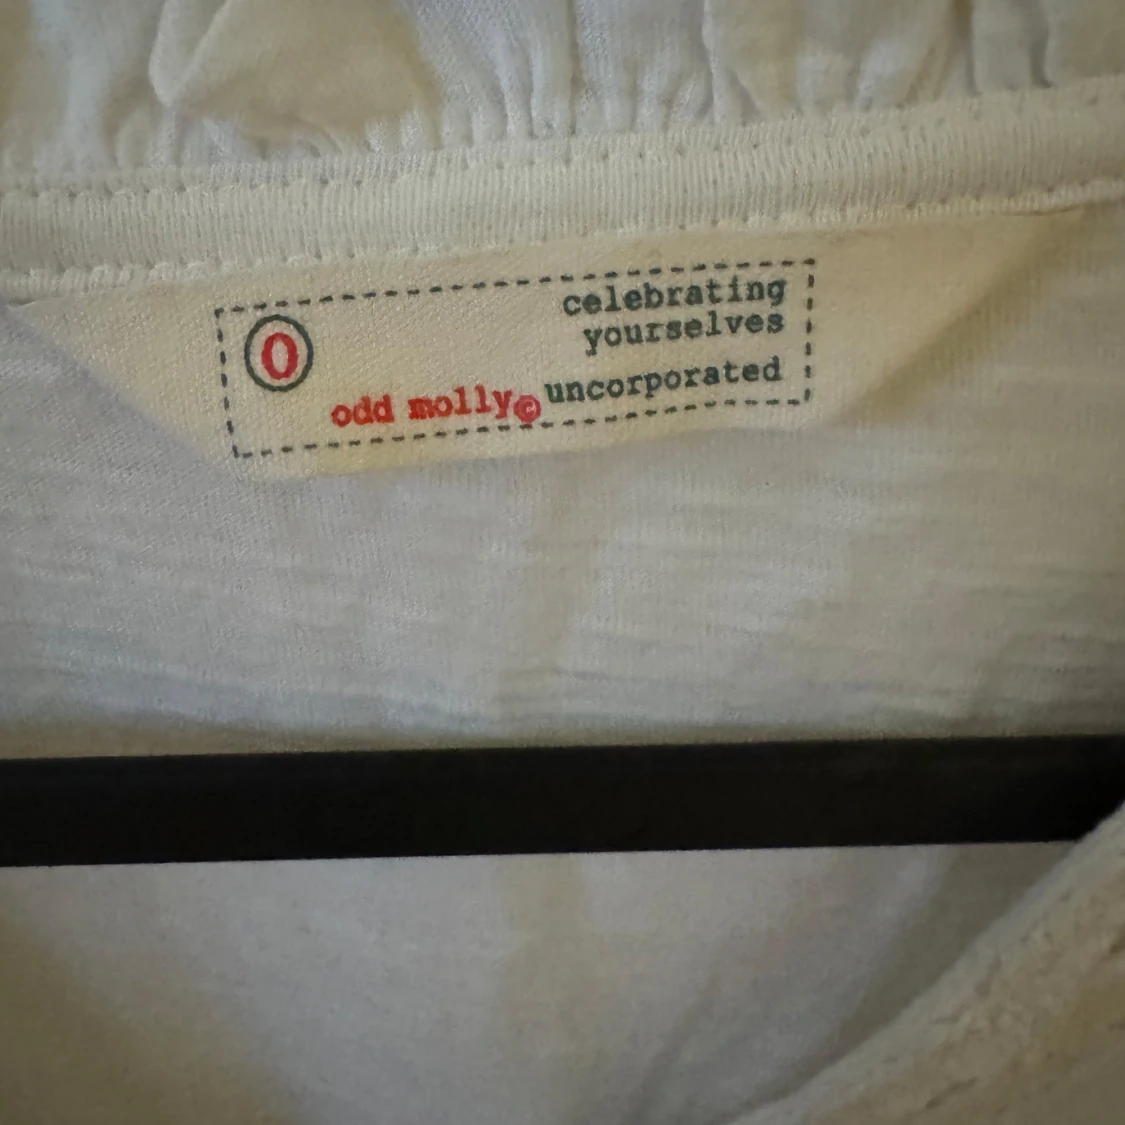 celebrating
yourselves
0
odd molly© uncorporated